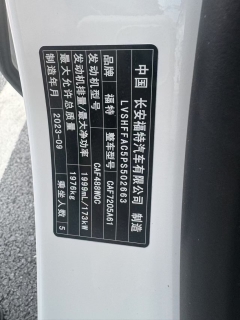 中国 长安福特汽车有限公司 制造
LVSHFFAC5PS502663
品牌 福特 整车型号 CAF7205A61
发动机型号 CAF488WQC
发动机排量/最大净功率 1999mL/173kW
最大允许总质量 1978kg
制造年月 2023-09 乘坐人数 5